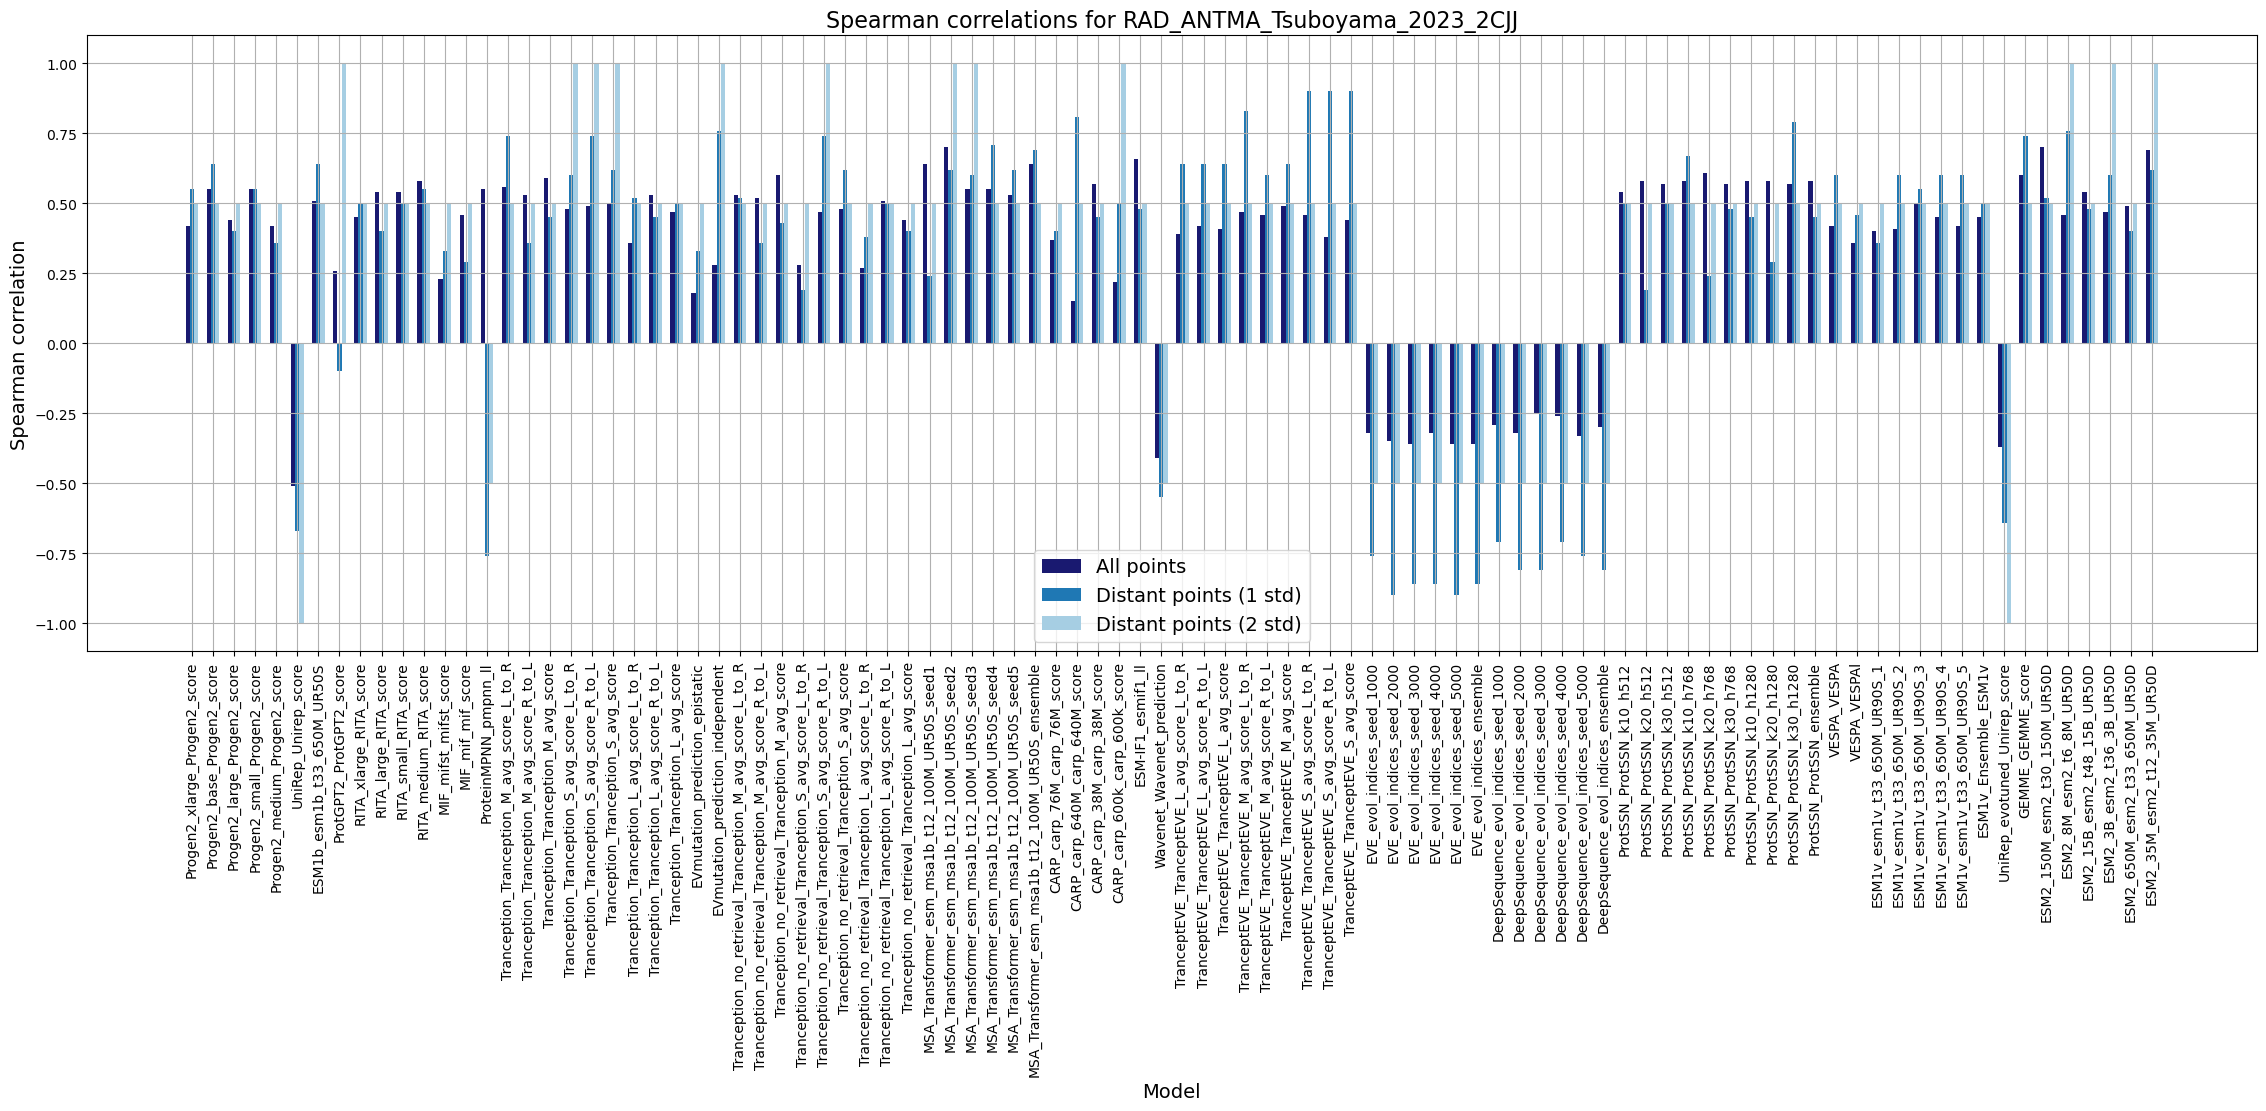 Spearman correlations for RAD_ANTMA_Tsuboyama_2023_2CJJ
Spearman correlation
1.00
0.75
0.50
0.25
0.00
−0.25
−0.50
−0.75
−1.00
All points
Distant points (1 std)
Distant points (2 std)
Progen2_xlarge_Progen2_score
Progen2_base_Progen2_score
Progen2_large_Progen2_score
Progen2_small_Progen2_score
Progen2_medium_Progen2_score
UniRep_Unirep_score
ESM1b_esm1b_t33_650M_UR50S
ProtGPT2_ProtGPT2_score
RITA_xlarge_RITA_score
RITA_large_RITA_score
RITA_small_RITA_score
RITA_medium_RITA_score
MIF_mifst_mifst_score
MIF_mif_mif_score
ProteinMPNN_pmpnn_ll
Tranception_Tranception_M_avg_score_L_to_R
Tranception_Tranception_M_avg_score_R_to_L
Tranception_Tranception_M_avg_score
Tranception_Tranception_S_avg_score_L_to_R
Tranception_Tranception_S_avg_score_R_to_L
Tranception_Tranception_S_avg_score
Tranception_Tranception_L_avg_score_L_to_R
Tranception_Tranception_L_avg_score_R_to_L
Tranception_Tranception_L_avg_score
EVmutation_prediction_epistatic
EVmutation_prediction_independent
Tranception_no_retrieval_Tranception_M_avg_score_L_to_R
Tranception_no_retrieval_Tranception_M_avg_score_R_to_L
Tranception_no_retrieval_Tranception_M_avg_score
Tranception_no_retrieval_Tranception_S_avg_score_L_to_R
Tranception_no_retrieval_Tranception_S_avg_score_R_to_L
Tranception_no_retrieval_Tranception_S_avg_score
Tranception_no_retrieval_Tranception_L_avg_score_L_to_R
Tranception_no_retrieval_Tranception_L_avg_score_R_to_L
Tranception_no_retrieval_Tranception_L_avg_score
MSA_Transformer_esm_msa1b_t12_100M_UR50S_seed1
MSA_Transformer_esm_msa1b_t12_100M_UR50S_seed2
MSA_Transformer_esm_msa1b_t12_100M_UR50S_seed3
MSA_Transformer_esm_msa1b_t12_100M_UR50S_seed4
MSA_Transformer_esm_msa1b_t12_100M_UR50S_seed5
MSA_Transformer_esm_msa1b_t12_100M_UR50S_ensemble
CARP_carp_76M_carp_76M_score
CARP_carp_640M_carp_640M_score
CARP_carp_38M_carp_38M_score
CARP_carp_600k_carp_600k_score
ESM-IF1_esmif1_ll
Wavenet_Wavenet_prediction
TranceptEVE_TranceptEVE_L_avg_score_L_to_R
TranceptEVE_TranceptEVE_L_avg_score_R_to_L
TranceptEVE_TranceptEVE_L_avg_score
TranceptEVE_TranceptEVE_M_avg_score_L_to_R
TranceptEVE_TranceptEVE_M_avg_score_R_to_L
TranceptEVE_TranceptEVE_M_avg_score
TranceptEVE_TranceptEVE_S_avg_score_L_to_R
TranceptEVE_TranceptEVE_S_avg_score_R_to_L
TranceptEVE_TranceptEVE_S_avg_score
EVE_evol_indices_seed_1000
EVE_evol_indices_seed_2000
EVE_evol_indices_seed_3000
EVE_evol_indices_seed_4000
EVE_evol_indices_seed_5000
EVE_evol_indices_ensemble
DeepSequence_evol_indices_seed_1000
DeepSequence_evol_indices_seed_2000
DeepSequence_evol_indices_seed_3000
DeepSequence_evol_indices_seed_4000
DeepSequence_evol_indices_seed_5000
DeepSequence_evol_indices_ensemble
ProtSSN_ProtSSN_k10_h512
ProtSSN_ProtSSN_k20_h512
ProtSSN_ProtSSN_k30_h512
ProtSSN_ProtSSN_k10_h768
ProtSSN_ProtSSN_k20_h768
ProtSSN_ProtSSN_k30_h768
ProtSSN_ProtSSN_k10_h1280
ProtSSN_ProtSSN_k20_h1280
ProtSSN_ProtSSN_k30_h1280
ProtSSN_ProtSSN_ensemble
VESPA_VESPA
VESPA_VESPAl
ESM1v_esm1v_t33_650M_UR90S_1
ESM1v_esm1v_t33_650M_UR90S_2
ESM1v_esm1v_t33_650M_UR90S_3
ESM1v_esm1v_t33_650M_UR90S_4
ESM1v_esm1v_t33_650M_UR90S_5
ESM1v_Ensemble_ESM1v
UniRep_evotuned_Unirep_score
GEMME_GEMME_score
ESM2_150M_esm2_t30_150M_UR50D
ESM2_8M_esm2_t6_8M_UR50D
ESM2_15B_esm2_t48_15B_UR50D
ESM2_3B_esm2_t36_3B_UR50D
ESM2_650M_esm2_t33_650M_UR50D
ESM2_35M_esm2_t12_35M_UR50D
Model